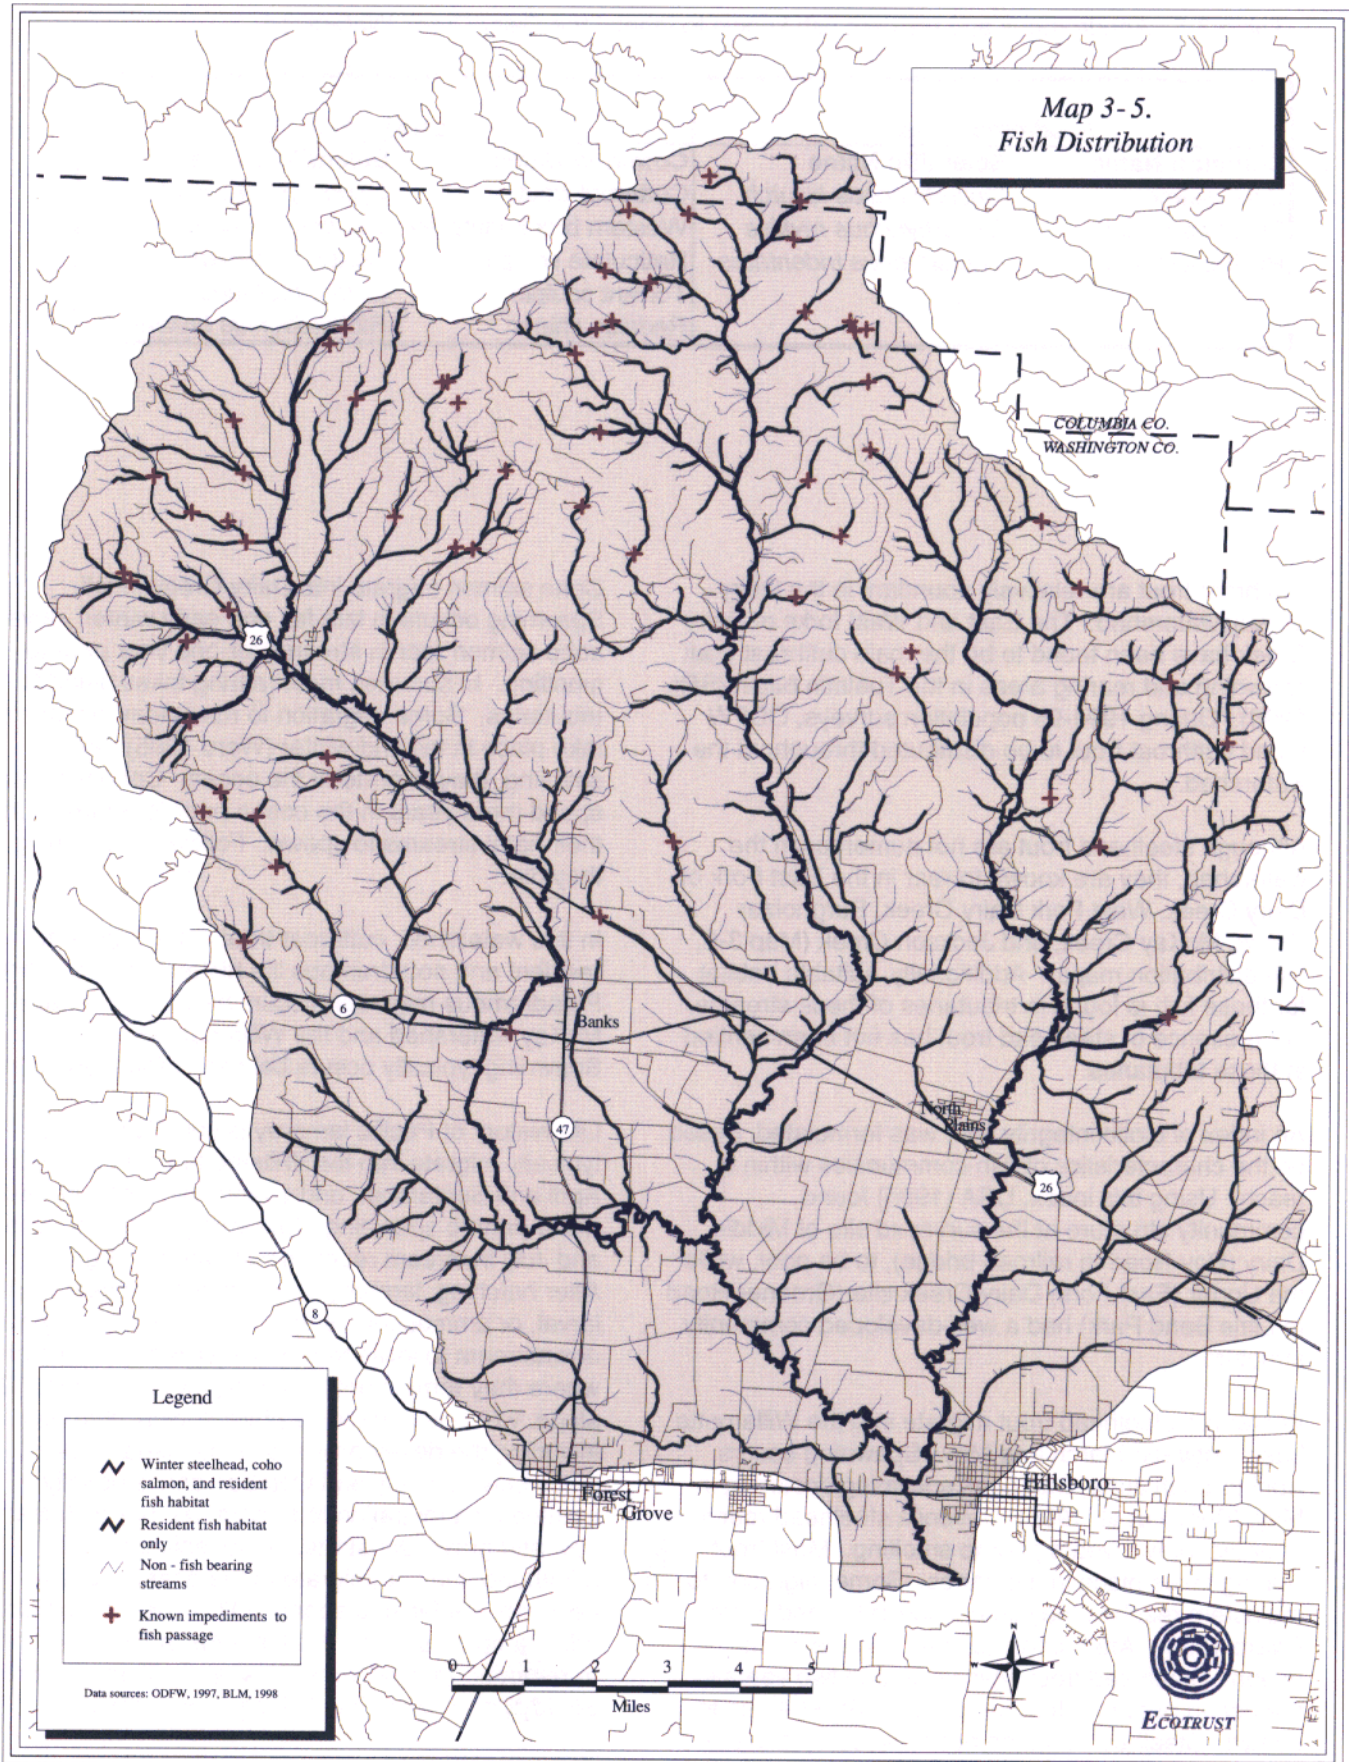 Map 3-5.
Fish Distribution
COLUMBIA CO.
WASHINGTON CO.
26
6
Banks
47
North
Plains
26
8
Forest
Grove
Hillsboro
Legend
Winter steelhead, coho
salmon, and resident
fish habitat
Resident fish habitat
only
Non - fish bearing
streams
Known impediments to
fish passage
Data sources: ODFW, 1997, BLM, 1998
0 1 2 3 4 5
Miles
N
W E
S
ECOTRUST